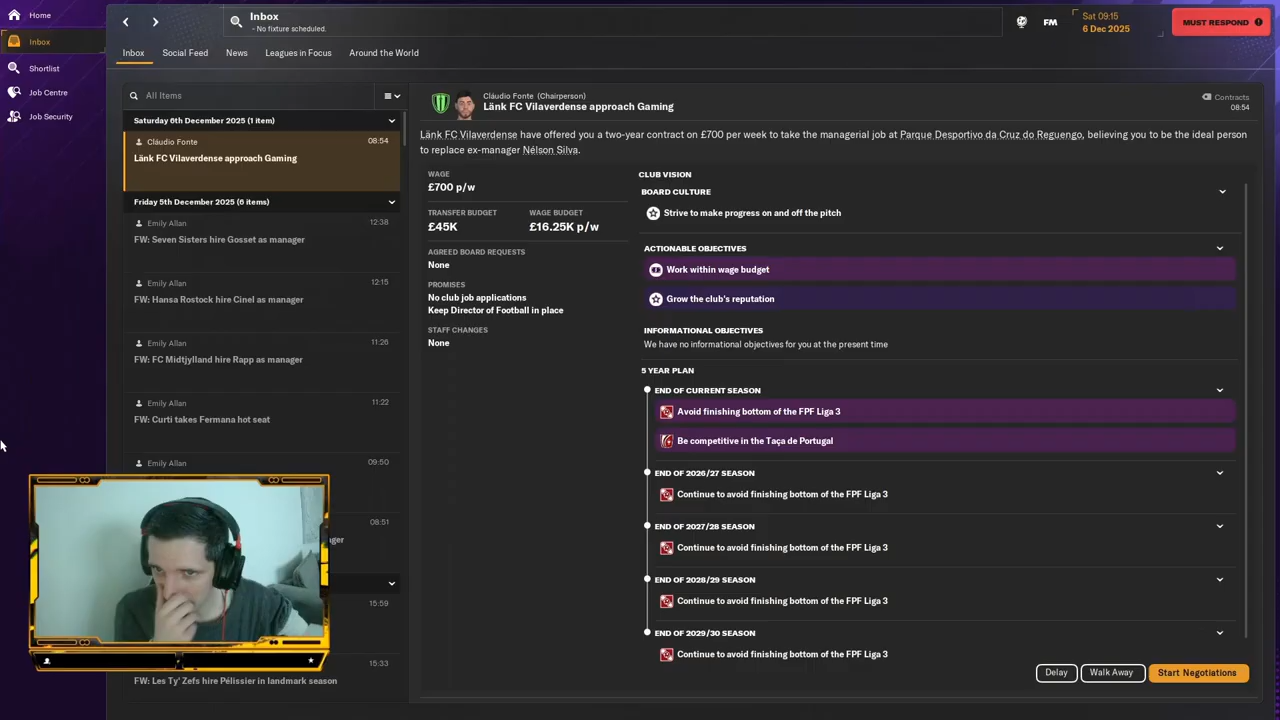 Home
Inbox
Shortlist
Job Centre
Job Security
Inbox
- No fixture scheduled.
FM
Sat 09:15
6 Dec 2025
MUST RESPOND
Inbox Social Feed News Leagues in Focus Around the World
All Items
Saturday 6th December 2025 (1 item)
Cláudio Fonte 08:54
Länk FC Vilaverdense approach Gaming
Friday 5th December 2025 (6 items)
Emily Allan 12:38
FW: Seven Sisters hire Gosset as manager
Emily Allan 12:15
FW: Hansa Rostock hire Cinel as manager
Emily Allan 11:26
FW: FC Midtjylland hire Rapp as manager
Emily Allan 11:22
FW: Curti takes Fermana hot seat
Emily Allan 09:50
08:51
15:59
15:33
FW: Les Ty' Zefs hire Pélissier in landmark season
Cláudio Fonte (Chairperson)
Länk FC Vilaverdense approach Gaming
Contracts
08:54
Länk FC Vilaverdense have offered you a two-year contract on £700 per week to take the managerial job at Parque Desportivo da Cruz do Reguengo, believing you to be the ideal person
to replace ex-manager Nélson Silva.
WAGE
£700 p/w
TRANSFER BUDGET WAGE BUDGET
£45K £16.25K p/w
AGREED BOARD REQUESTS
None
PROMISES
No club job applications
Keep Director of Football in place
STAFF CHANGES
None
CLUB VISION
BOARD CULTURE
Strive to make progress on and off the pitch
ACTIONABLE OBJECTIVES
Work within wage budget
Grow the club's reputation
INFORMATIONAL OBJECTIVES
We have no informational objectives for you at the present time
5 YEAR PLAN
END OF CURRENT SEASON
Avoid finishing bottom of the FPF Liga 3
Be competitive in the Taça de Portugal
END OF 2026/27 SEASON
Continue to avoid finishing bottom of the FPF Liga 3
END OF 2027/28 SEASON
Continue to avoid finishing bottom of the FPF Liga 3
END OF 2028/29 SEASON
Continue to avoid finishing bottom of the FPF Liga 3
END OF 2029/30 SEASON
Continue to avoid finishing bottom of the FPF Liga 3
Delay Walk Away Start Negotiations